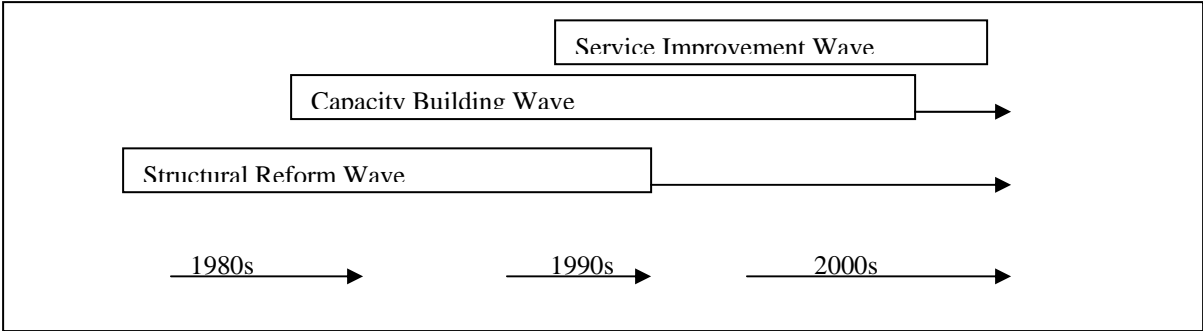 Service Improvement Wave
Capacity Building Wave
Structural Reform Wave
1980s 1990s 2000s